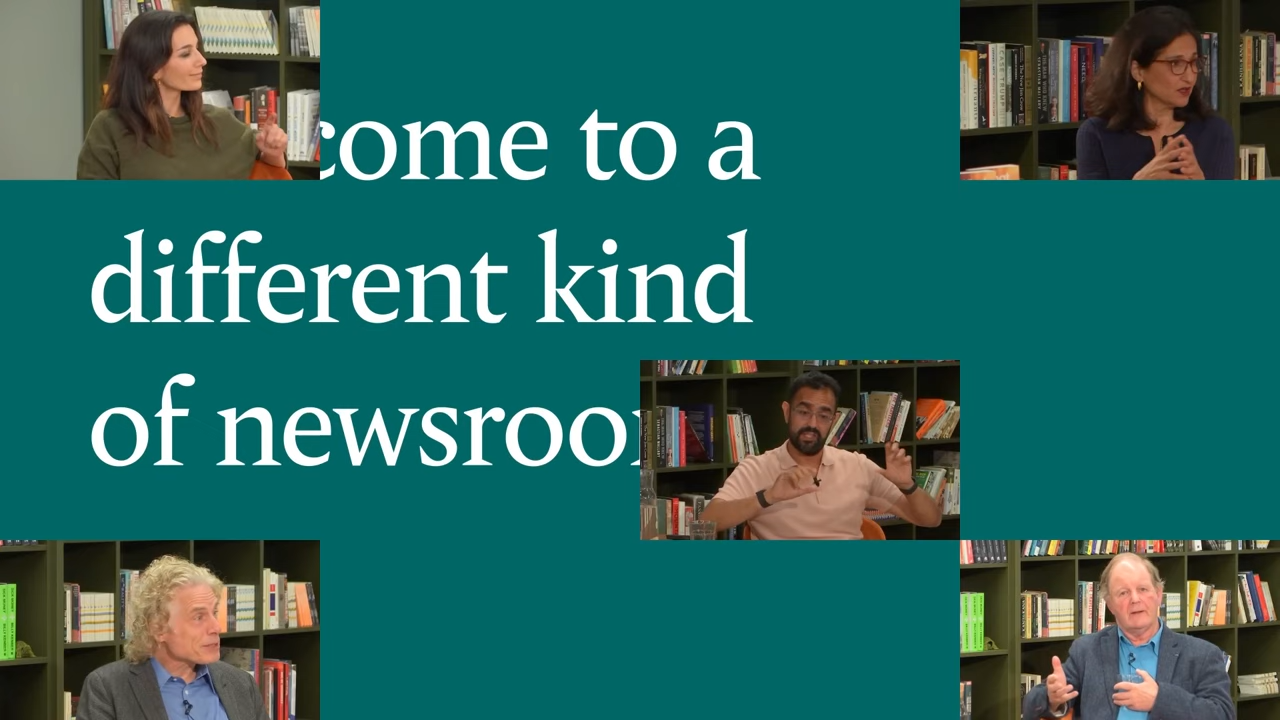 come to a
different kind
of newsroo